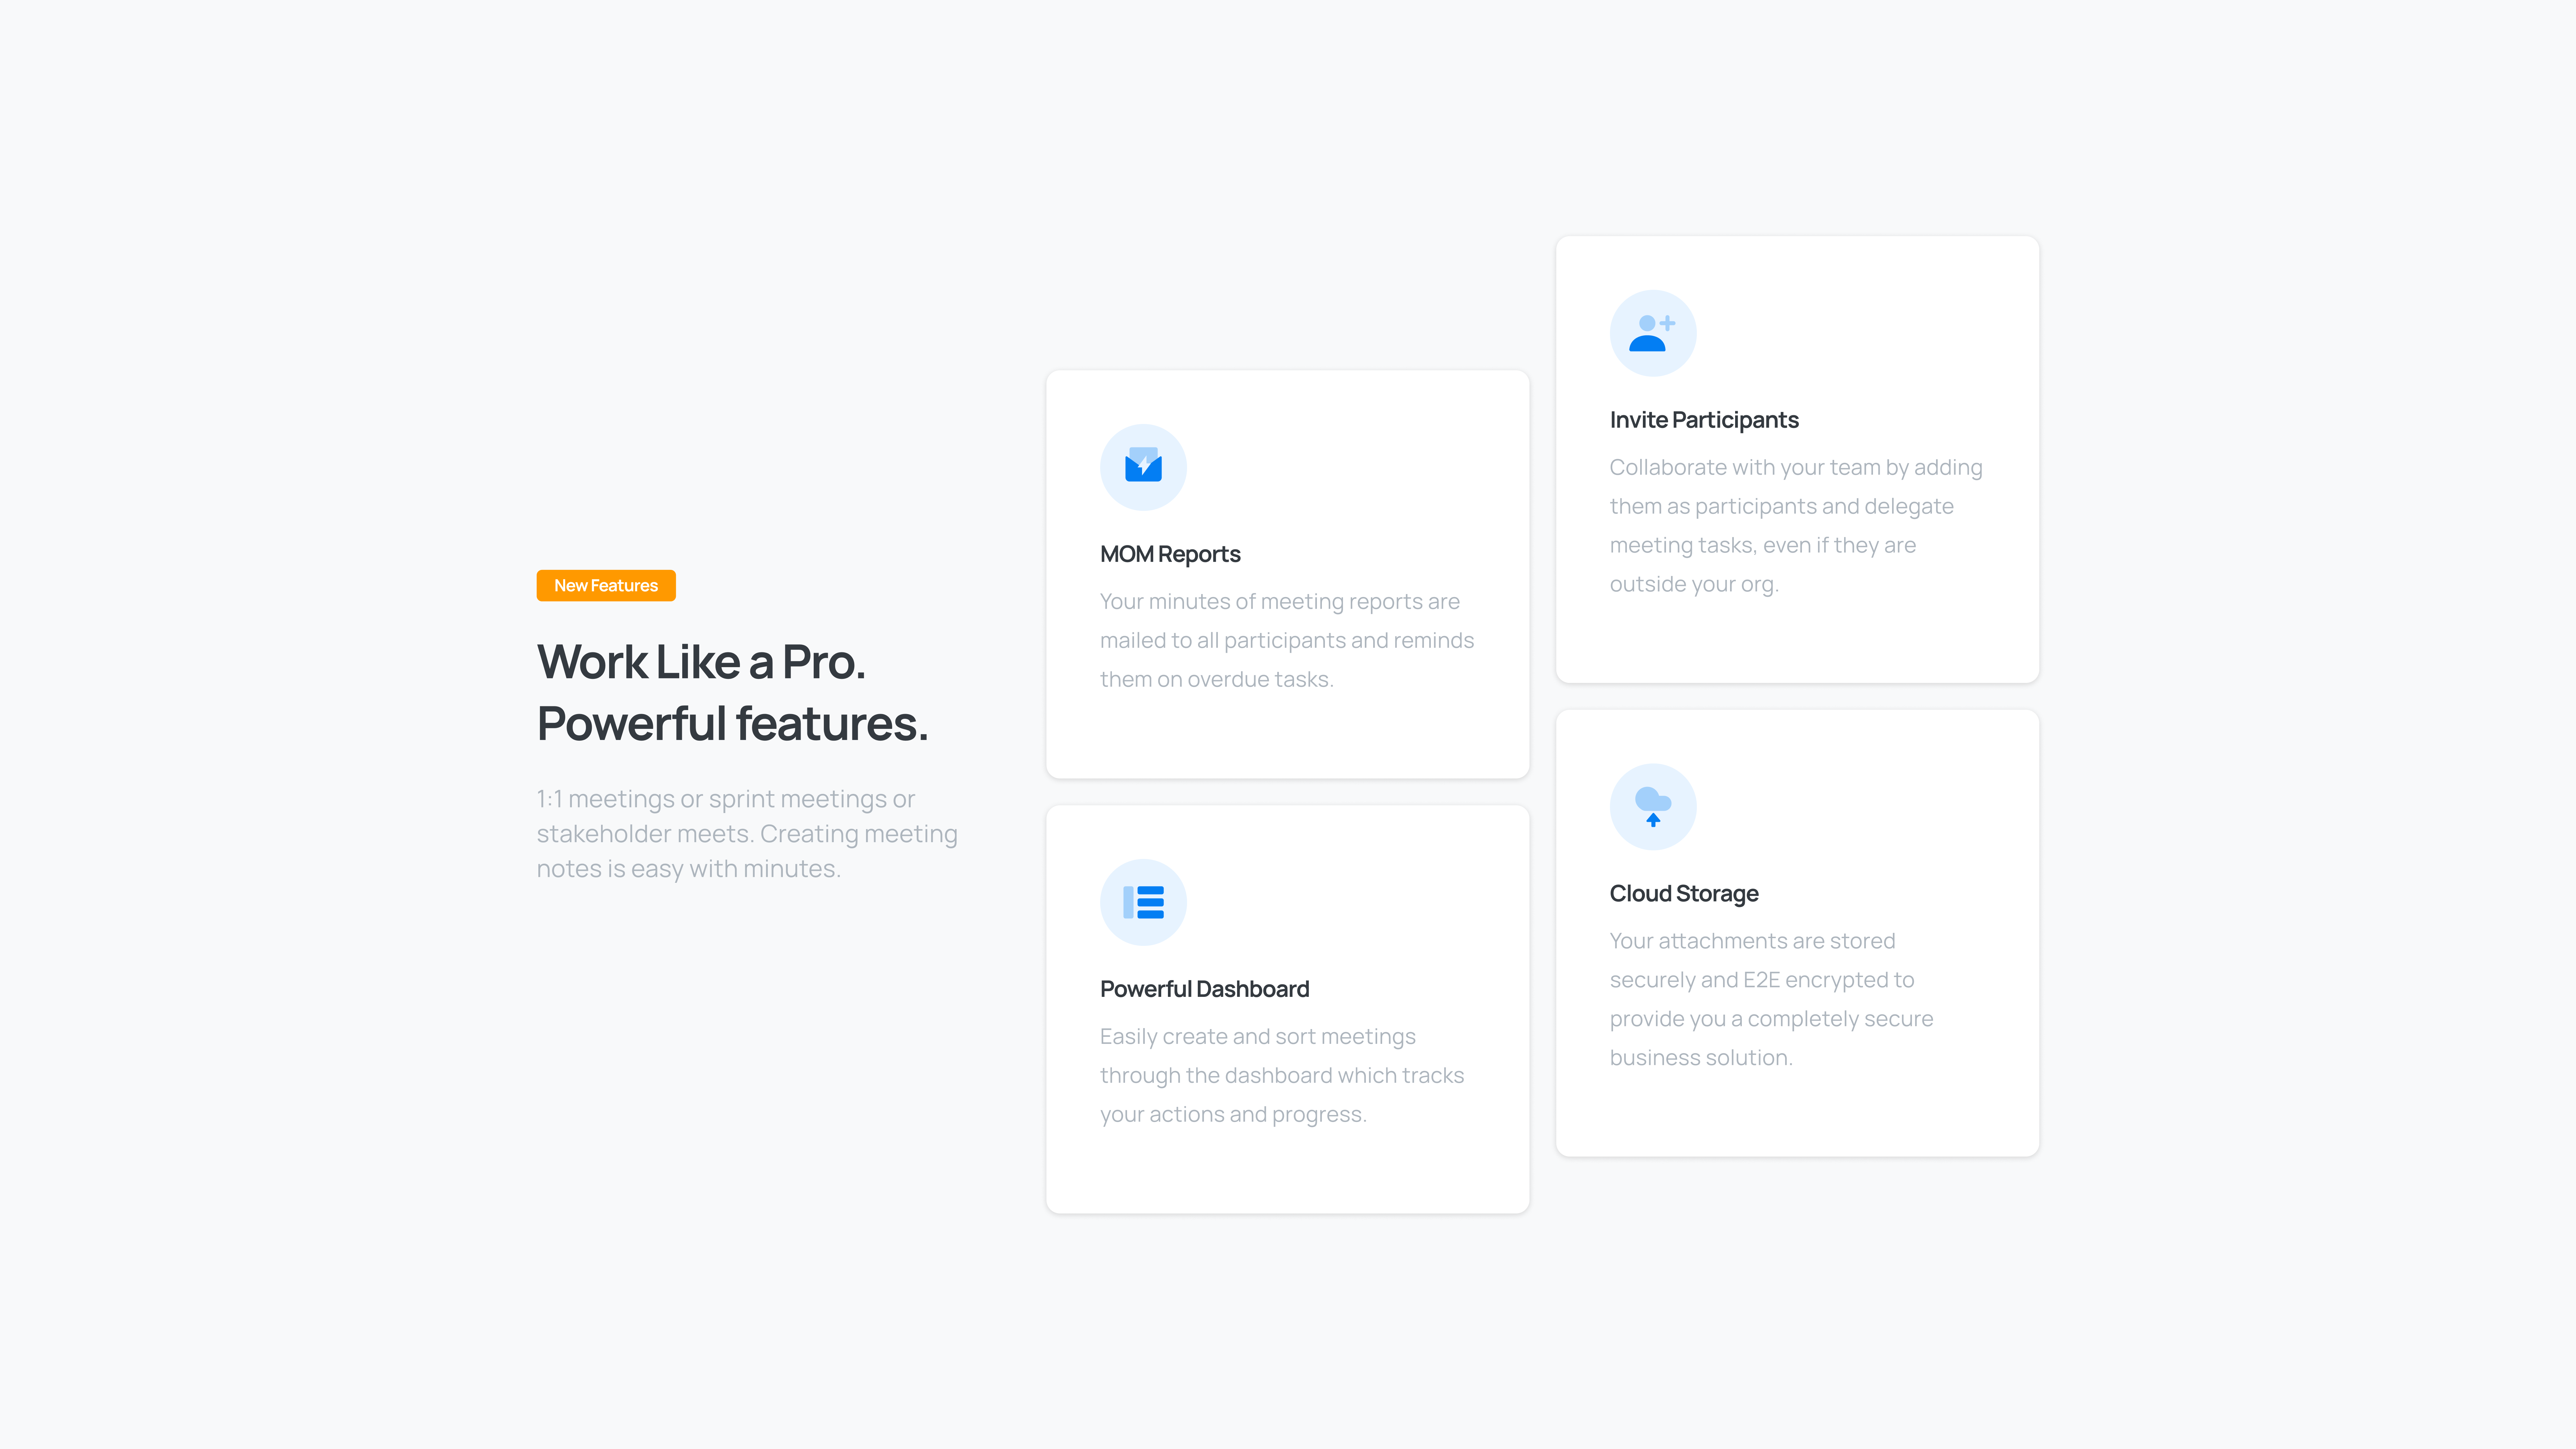 New Features
Work Like a Pro.
Powerful features.
1:1 meetings or sprint meetings or
stakeholder meets. Creating meeting
notes is easy with minutes.
MOM Reports
Your minutes of meeting reports are
mailed to all participants and reminds
them on overdue tasks.
Powerful Dashboard
Easily create and sort meetings
through the dashboard which tracks
your actions and progress.
Invite Participants
Collaborate with your team by adding
them as participants and delegate
meeting tasks, even if they are
outside your org.
Cloud Storage
Your attachments are stored
securely and E2E encrypted to
provide you a completely secure
business solution.